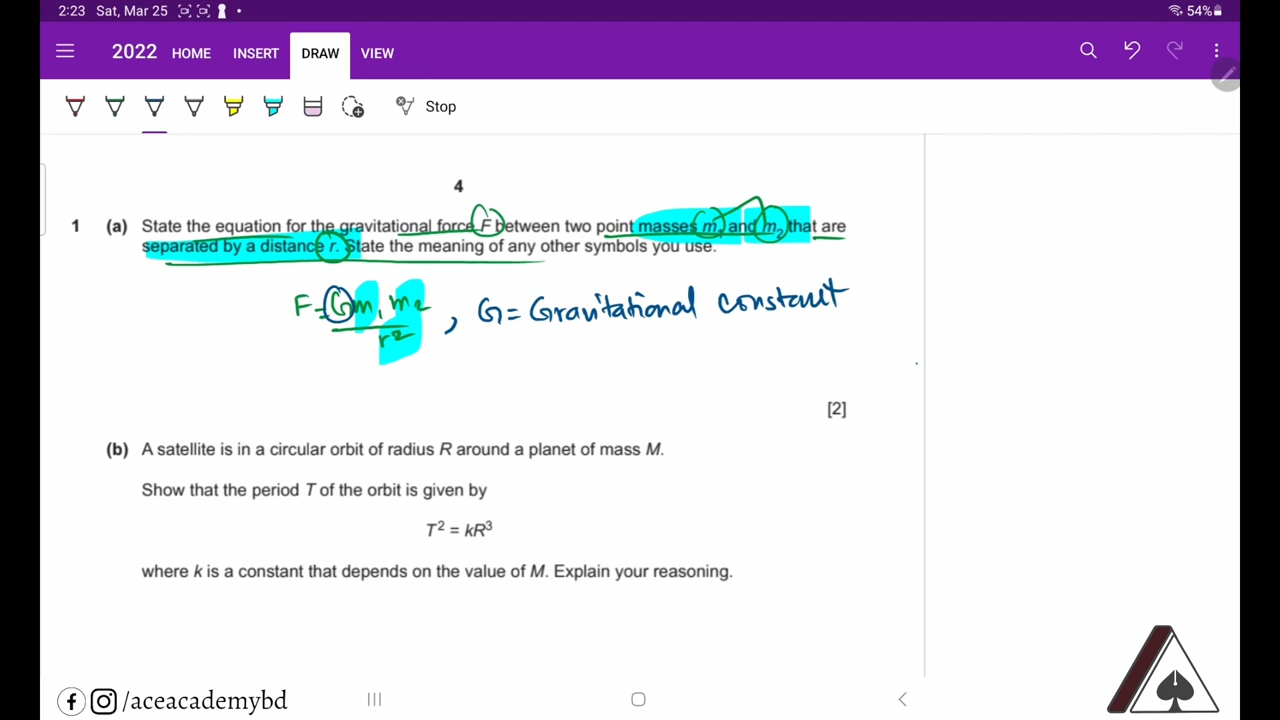 2:23 Sat, Mar 25 54%
2022 HOME INSERT DRAW VIEW
Stop
4
1 (a) State the equation for the gravitational force F between two point masses m₁ and m₂ that are
separated by a distance r. State the meaning of any other symbols you use.
F = Gm₁m₂ / r² , G = Gravitational constant
[2]
(b) A satellite is in a circular orbit of radius R around a planet of mass M.
Show that the period T of the orbit is given by
T² = kR³
where k is a constant that depends on the value of M. Explain your reasoning.
/aceacademybd